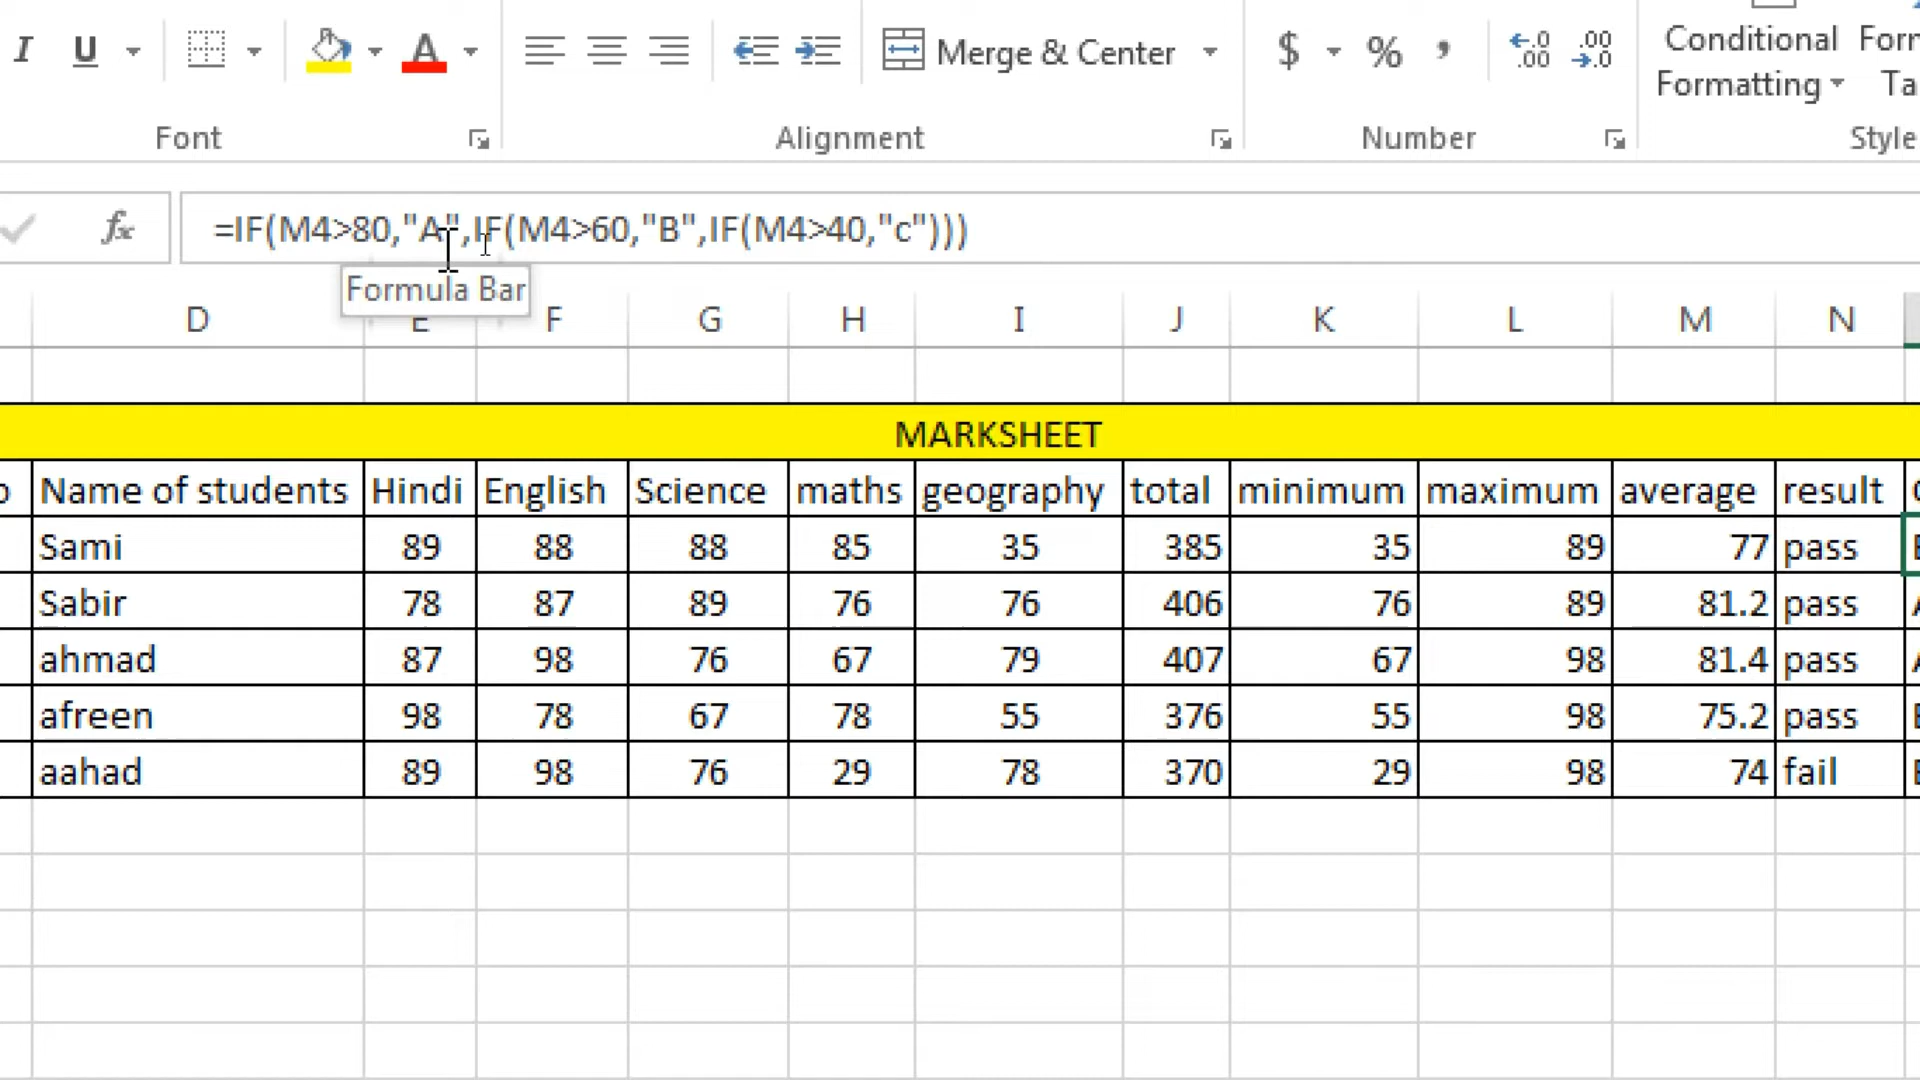 I U A Merge & Center $ % , .0 .00 .00 .0 Conditional
Formatting
Font Alignment Number
fx =IF(M4>80,"A",IF(M4>60,"B",IF(M4>40,"c")))
Formula Bar
D E F G H I J K L M N
MARKSHEET
Name of students Hindi English Science maths geography total minimum maximum average result
Sami 89 88 88 85 35 385 35 89 77 pass
Sabir 78 87 89 76 76 406 76 89 81.2 pass
ahmad 87 98 76 67 79 407 67 98 81.4 pass
afreen 98 78 67 78 55 376 55 98 75.2 pass
aahad 89 98 76 29 78 370 29 98 74 fail